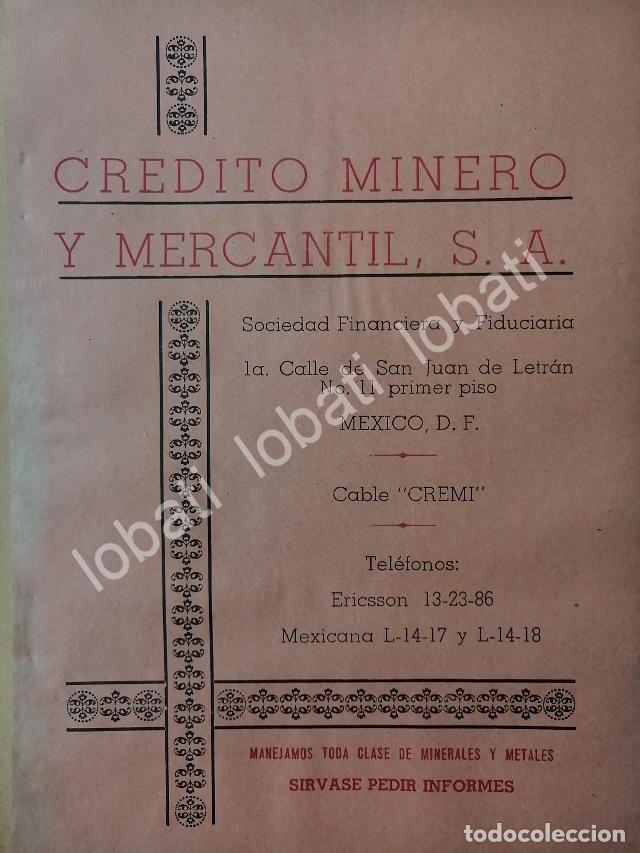 CREDITO MINERO
Y MERCANTIL, S. A.
Sociedad Financiera y Fiduciaria
1a. Calle de San Juan de Letrán
No. 11 primer piso
MEXICO, D. F.
Cable "CREMI"
Teléfonos:
Ericsson 13-23-86
Mexicana L-14-17 y L-14-18
MANEJAMOS TODA CLASE DE MINERALES Y METALES
SIRVASE PEDIR INFORMES
lobati lobati lobati
todocoleccion